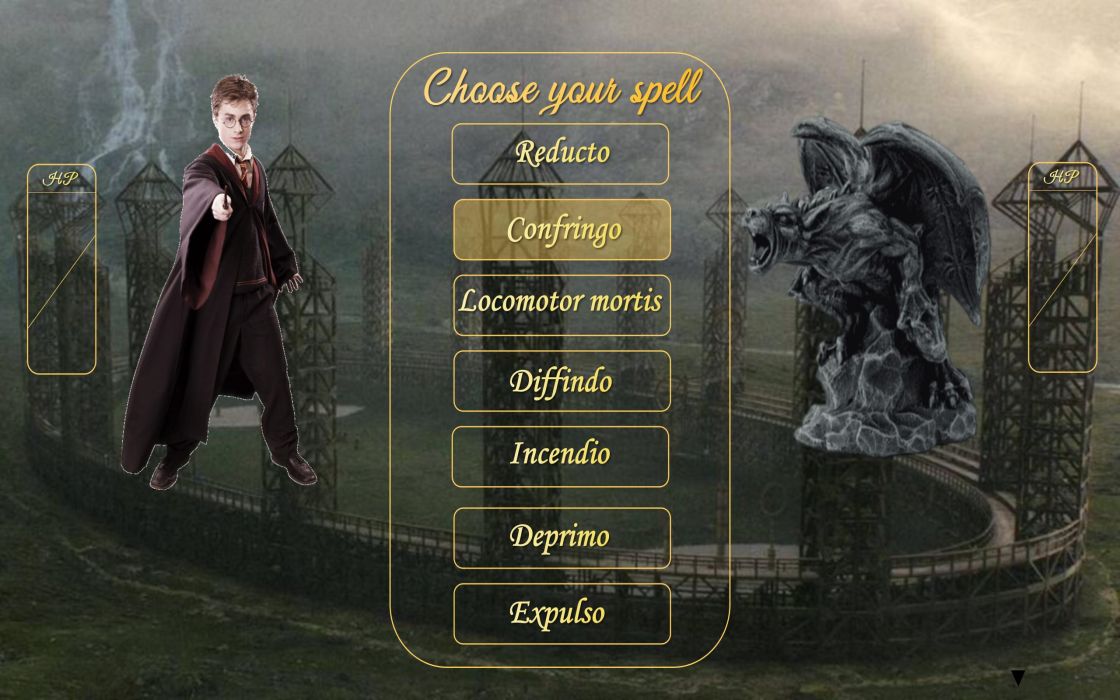 Choose your spell
HP
Reducto
HP
Confringo
Locomotor mortis
Diffindo
Incendio
Deprimo
Expulso